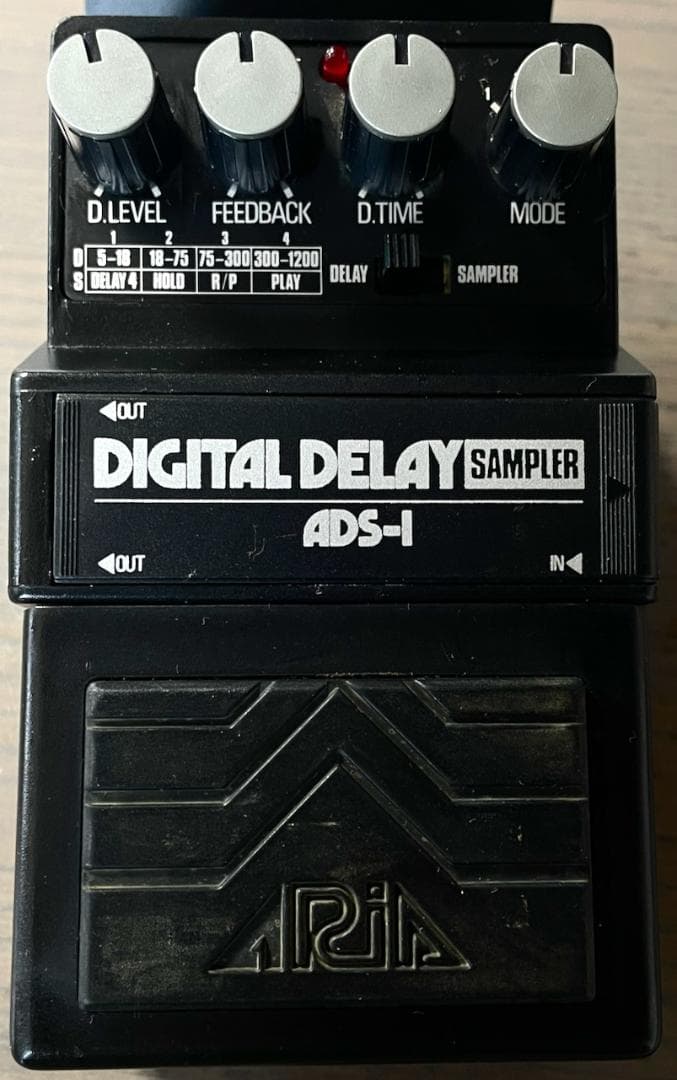 1
D.LEVEL FEEDBACK D.TIME MODE
1 2 3 4
D 5-18 18-75 75-300 300-1200
S DELAY 4 HOLD R/P PLAY
DELAY SAMPLER
OUT
DIGITAL DELAY SAMPLER
ADS-1
OUT IN
ARIA